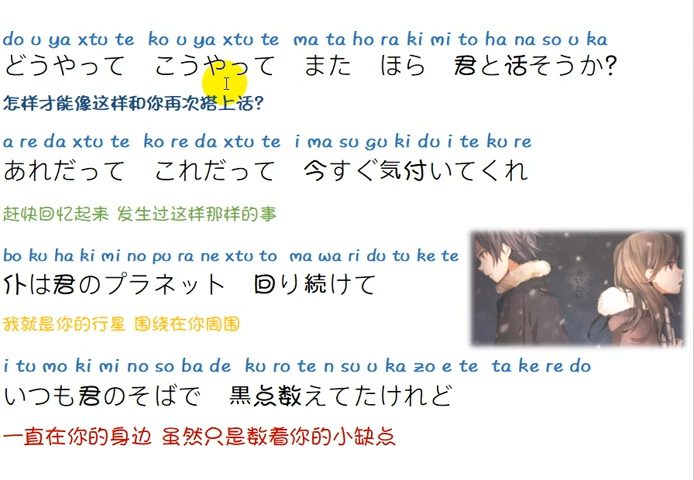 do u ya xtu te ko u ya xtu te ma ta ho ra ki mi to ha na so u ka
どうやって　こうやって　また　ほら　君と话そうか?
怎样才能像这样和你再次搭上话?
a re da xtu te ko re da xtu te i ma su gu ki du i te ku re
あれだって　これだって　今すぐ気付いてくれ
赶快回忆起来 发生过这样那样的事
bo ku ha ki mi no pu ra ne xtu to ma wa ri du tu ke te
仆は君のプラネット　回り続けて
我就是你的行星 围绕在你周围
i tu mo ki mi no so ba de ku ro te n su u ka zo e te ta ke re do
いつも君のそばで　黒点数えてたけれど
一直在你的身边 虽然只是数着你的小缺点